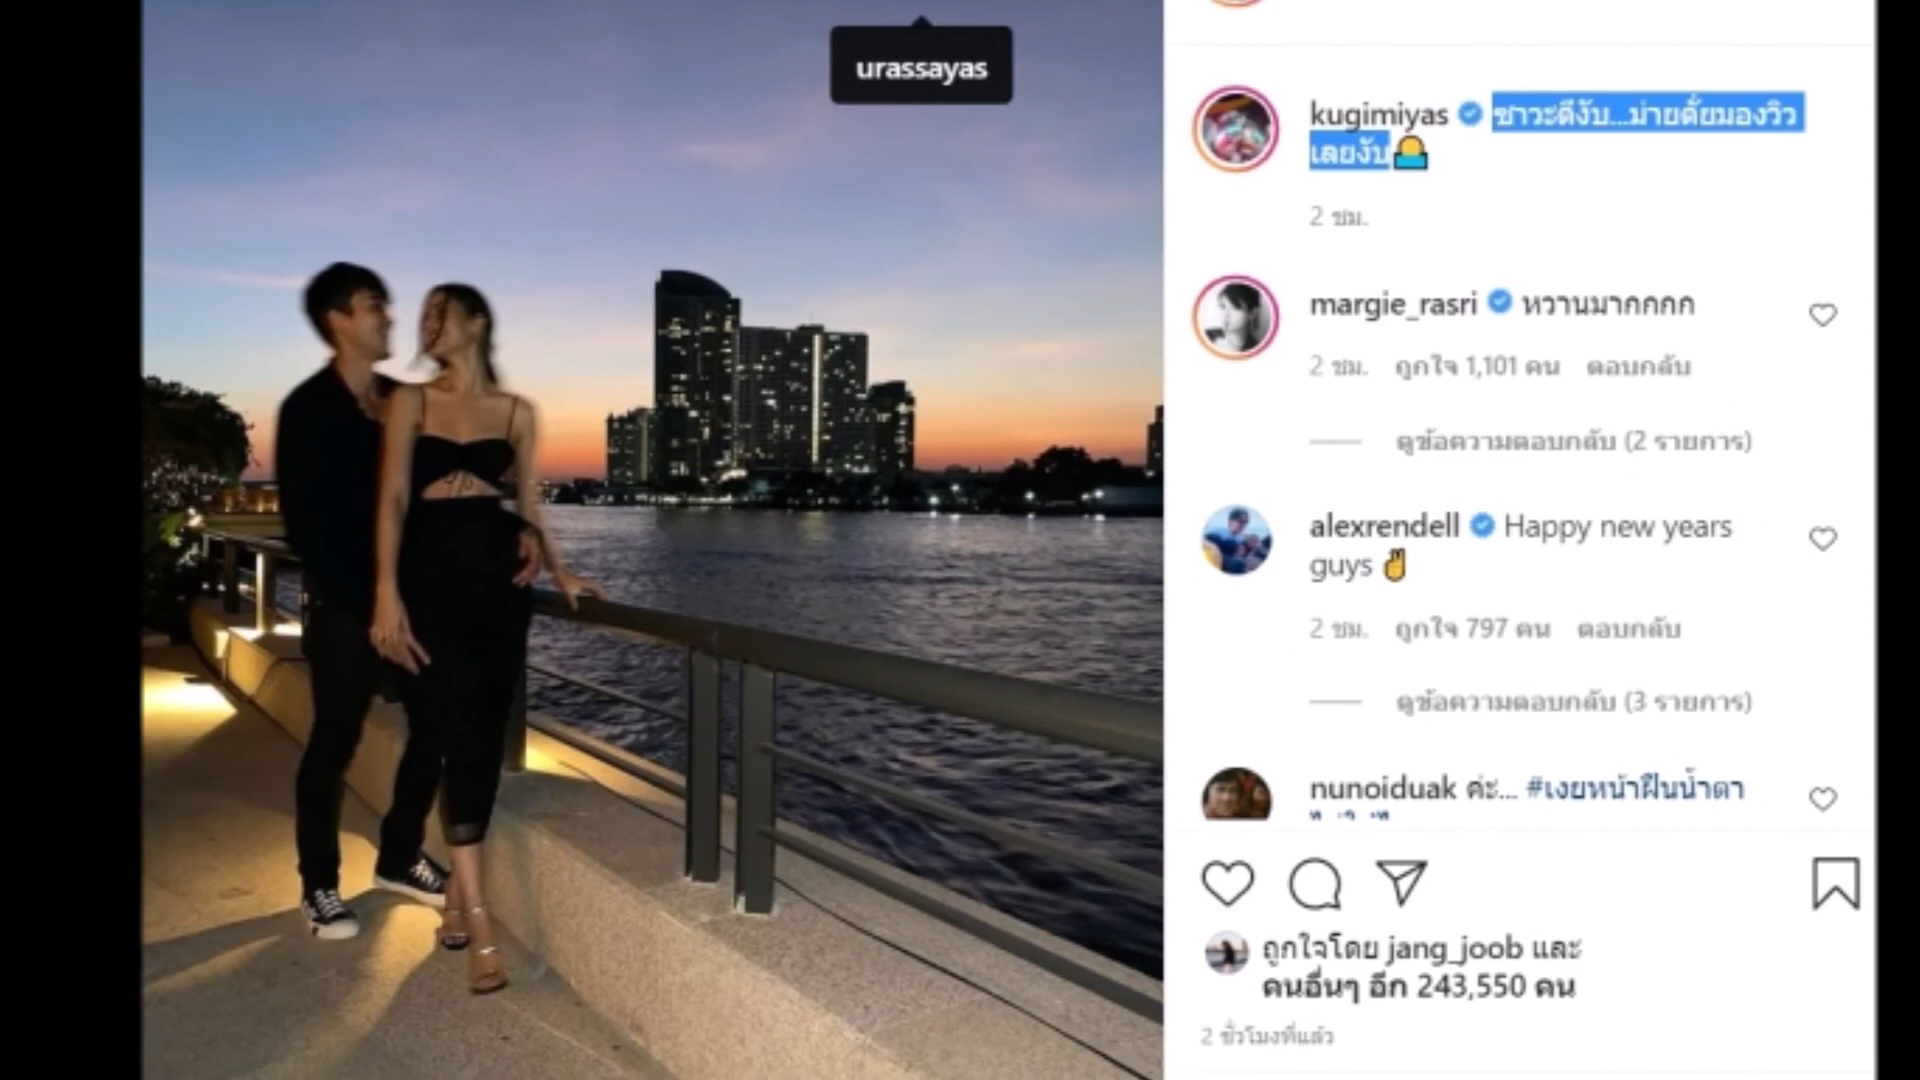 urassayas
kugimiyas ซาวะดีงับ...ม่ายดั้ยมองวิว
เลยงับ
2 ชม.
margie_rasri หวานมากกกก
2 ชม. ถูกใจ 1,101 คน ตอบกลับ
ดูข้อความตอบกลับ (2 รายการ)
alexrendell Happy new years
guys
2 ชม. ถูกใจ 797 คน ตอบกลับ
ดูข้อความตอบกลับ (3 รายการ)
nunoiduak ค่ะ... #เงยหน้าฝืนน้ำตา
ถูกใจโดย jang_joob และ
คนอื่นๆ อีก 243,550 คน
2 ชั่วโมงที่แล้ว